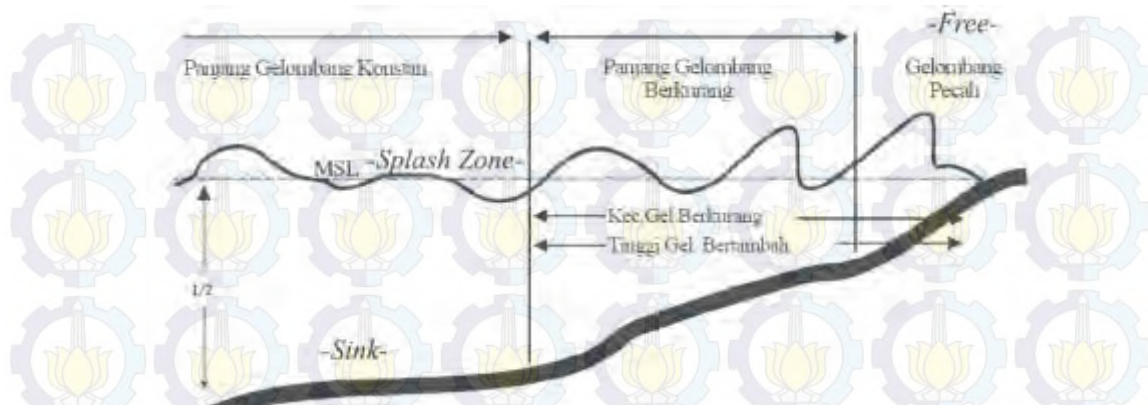 -Free-
Panjang Gelombang Konstan
Panjang Gelombang
Berkurang
Gelombang
Pecah
MSL -Splash Zone-
Kec.Gel Berkurang
Tinggi Gel. Bertambah
L/2
-Sink-